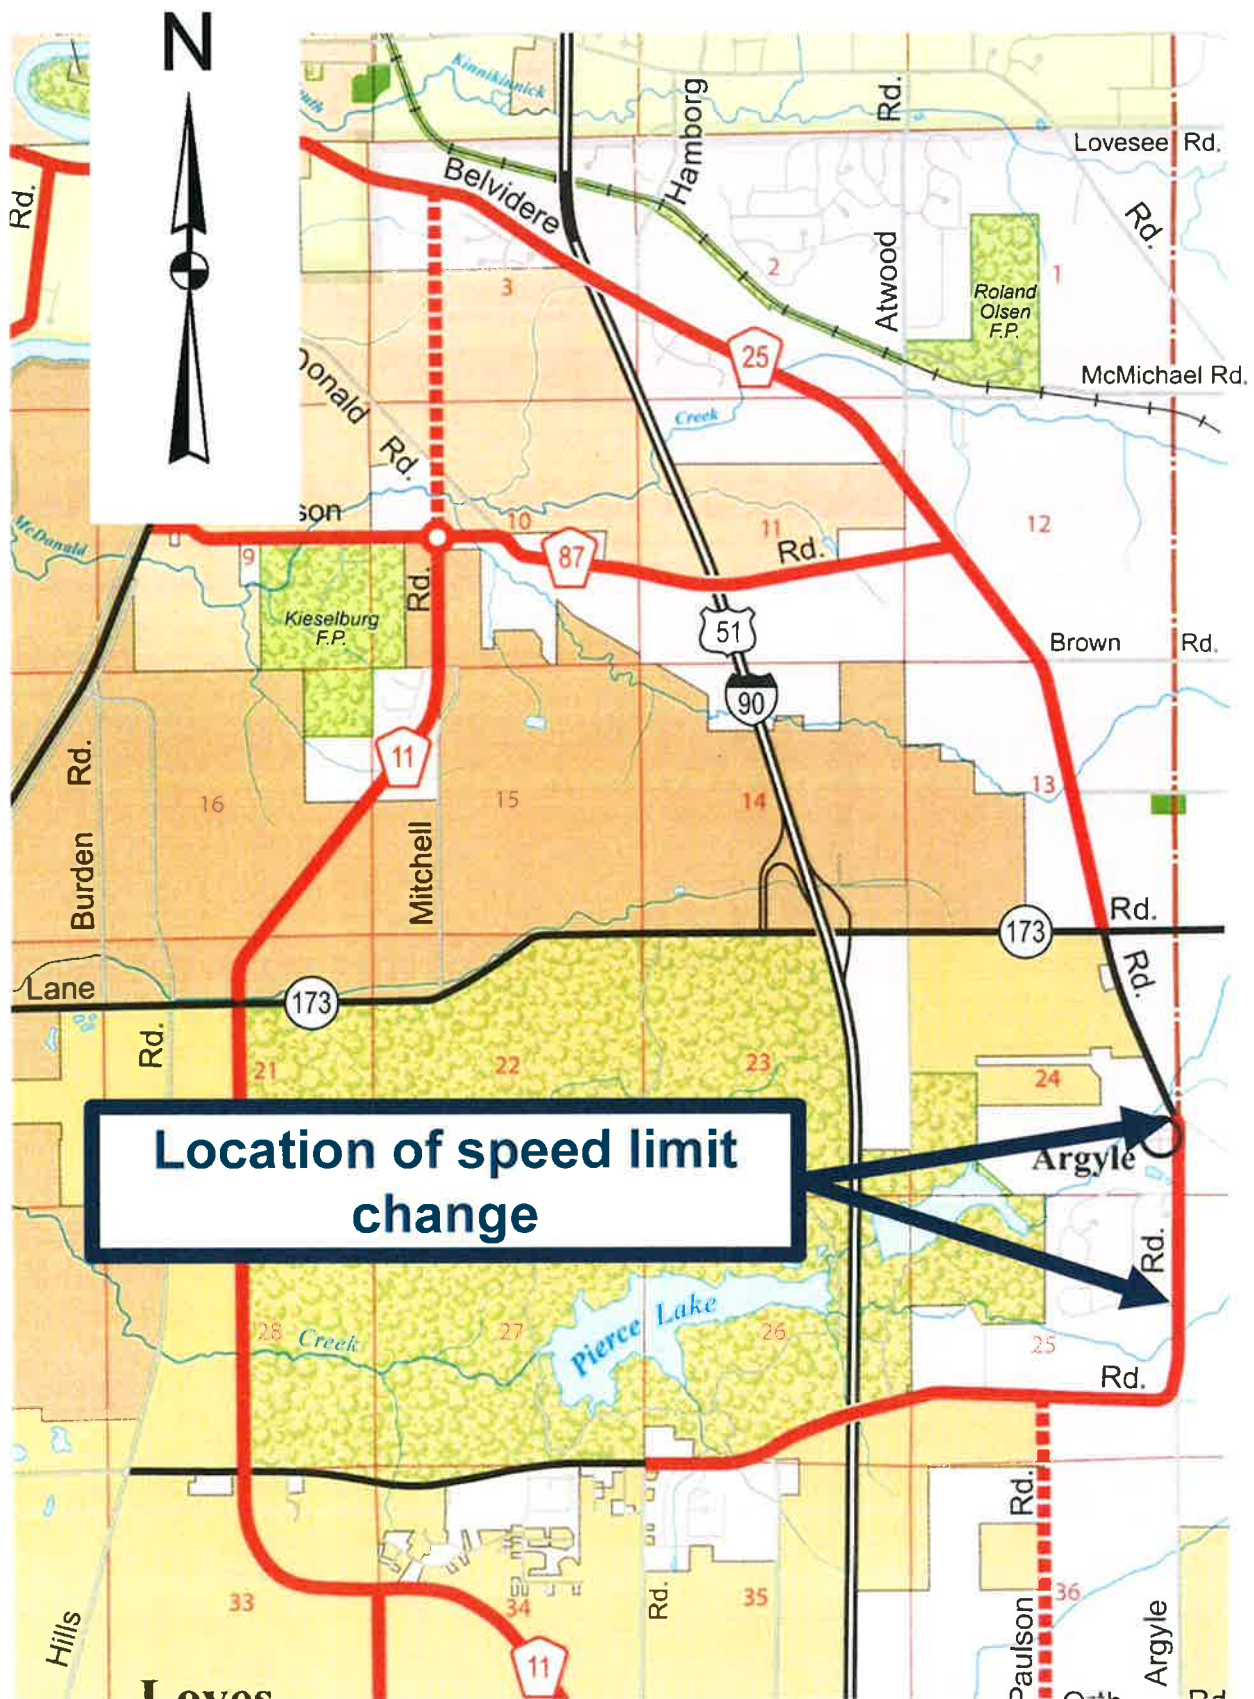 N
Kinnikinnick
Hamborg
Rd.
Lovesee Rd.
Rd.
Belvidere
Rd.
Atwood
2
1
3
Roland
Olsen
F.P.
25
McMichael Rd.
Creek
Rd.
son
10
11
12
McDonald
9
87
Rd.
Rd.
Kieselburg
F.P.
51
Brown Rd.
90
11
Rd.
16
15
14
13
Burden
Mitchell
Rd.
173
Rd.
Lane
173
Rd.
21
22
23
24
Location of speed limit
change
Argyle
Rd.
Pierce Lake
28
Creek
27
26
25
Rd.
Rd.
33
34
35
Rd.
36
Hills
11
Paulson
Argyle